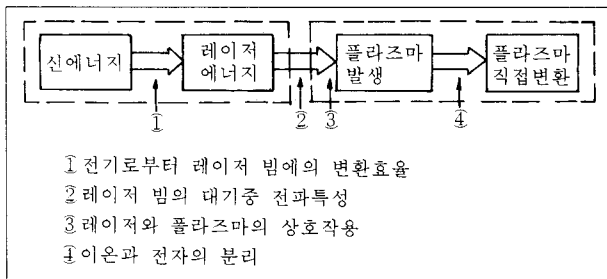 신에너지
레이저
에너지
플라즈마
발생
플라즈마
직접변환
① ② ③ ④
①전기로부터 레이저 빔에의 변환효율
②레이저 빔의 대기중 전파특성
③레이저와 플라즈마의 상호작용
④이온과 전자의 분리